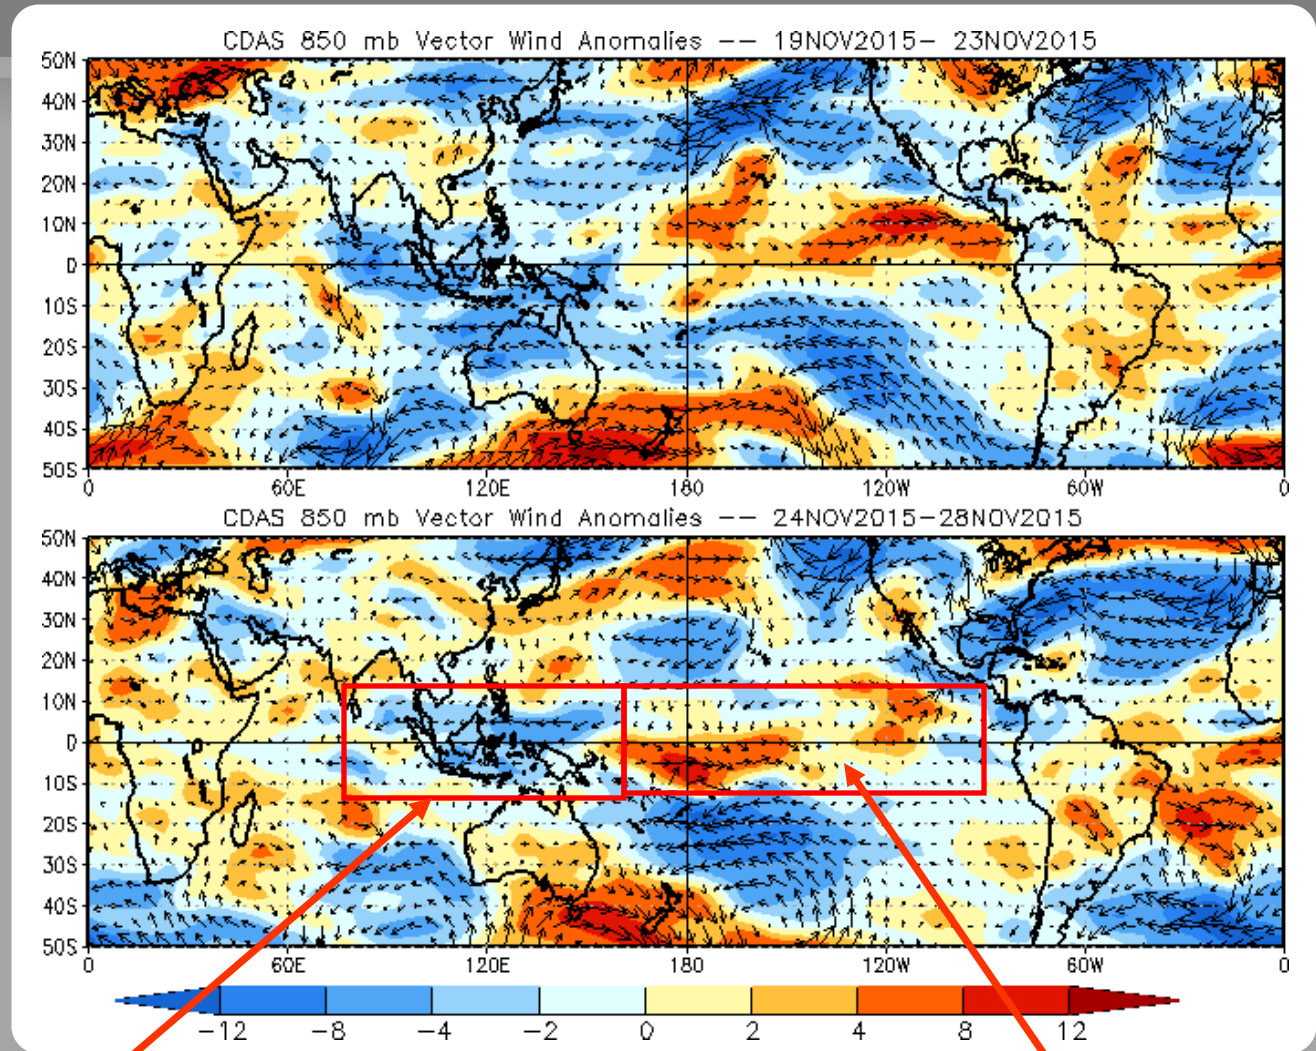 CDAS 850 mb Vector Wind Anomalies -- 19NOV2015- 23NOV2015
50N
40N
30N
20N
10N
0
10S
20S
30S
40S
50S
0 60E 120E 180 120W 60W 0
CDAS 850 mb Vector Wind Anomalies -- 24NOV2015-28NOV2015
50N
40N
30N
20N
10N
0
10S
20S
30S
40S
50S
0 60E 120E 180 120W 60W 0
-12 -8 -4 -2 0 2 4 8 12